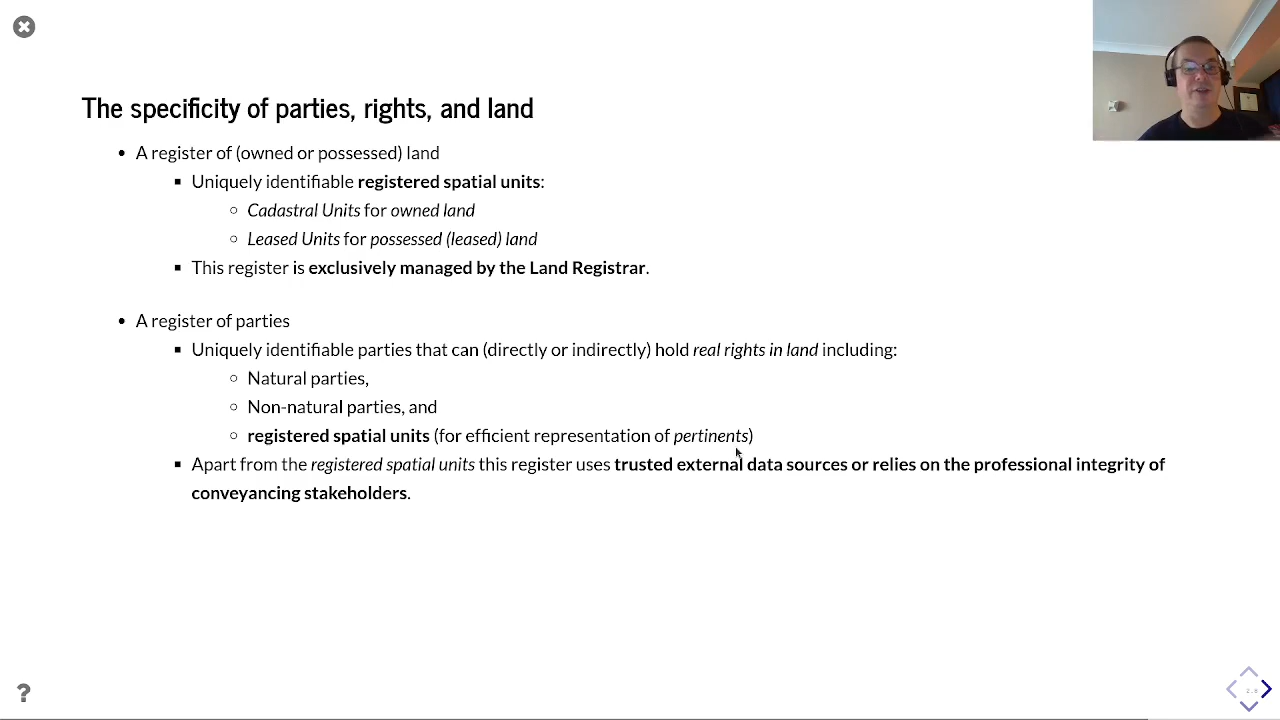 The specificity of parties, rights, and land
• A register of (owned or possessed) land
▪ Uniquely identifiable registered spatial units:
○ Cadastral Units for owned land
○ Leased Units for possessed (leased) land
▪ This register is exclusively managed by the Land Registrar.
• A register of parties
▪ Uniquely identifiable parties that can (directly or indirectly) hold real rights in land including:
○ Natural parties,
○ Non-natural parties, and
○ registered spatial units (for efficient representation of pertinents)
▪ Apart from the registered spatial units this register uses trusted external data sources or relies on the professional integrity of
conveyancing stakeholders.
?